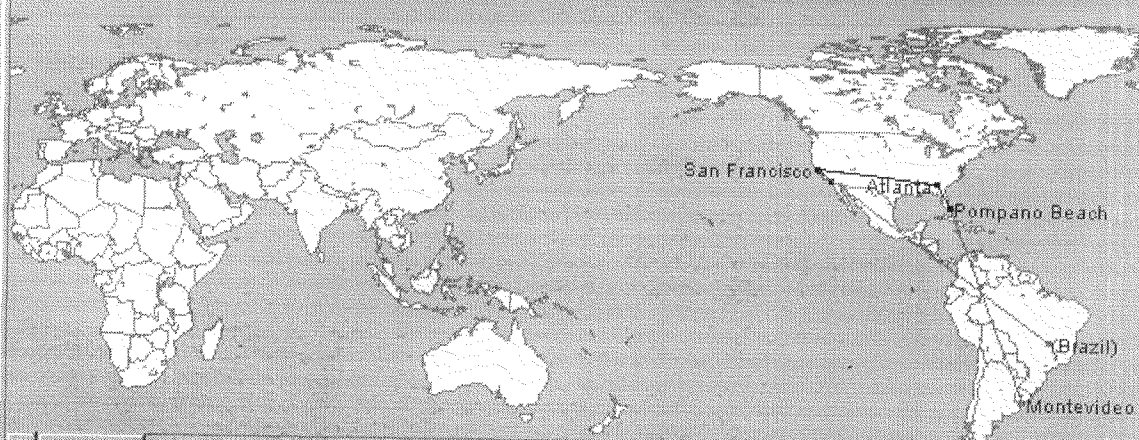 San Francisco
Atlanta
Pompano Beach
(Brazil)
Montevideo